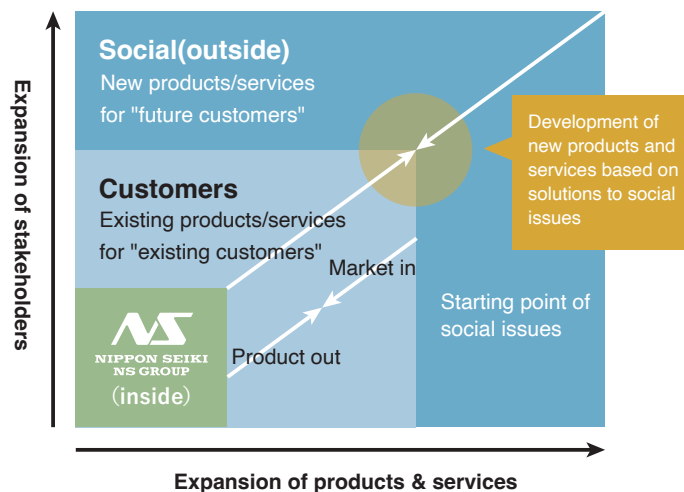 Expansion of stakeholders
Social(outside)
New products/services
for "future customers"
Customers
Existing products/services
for "existing customers"
Market in
Product out
NS
NIPPON SEIKI
NS GROUP
(inside)
Development of
new products and
services based on
solutions to social
issues
Starting point of
social issues
Expansion of products & services